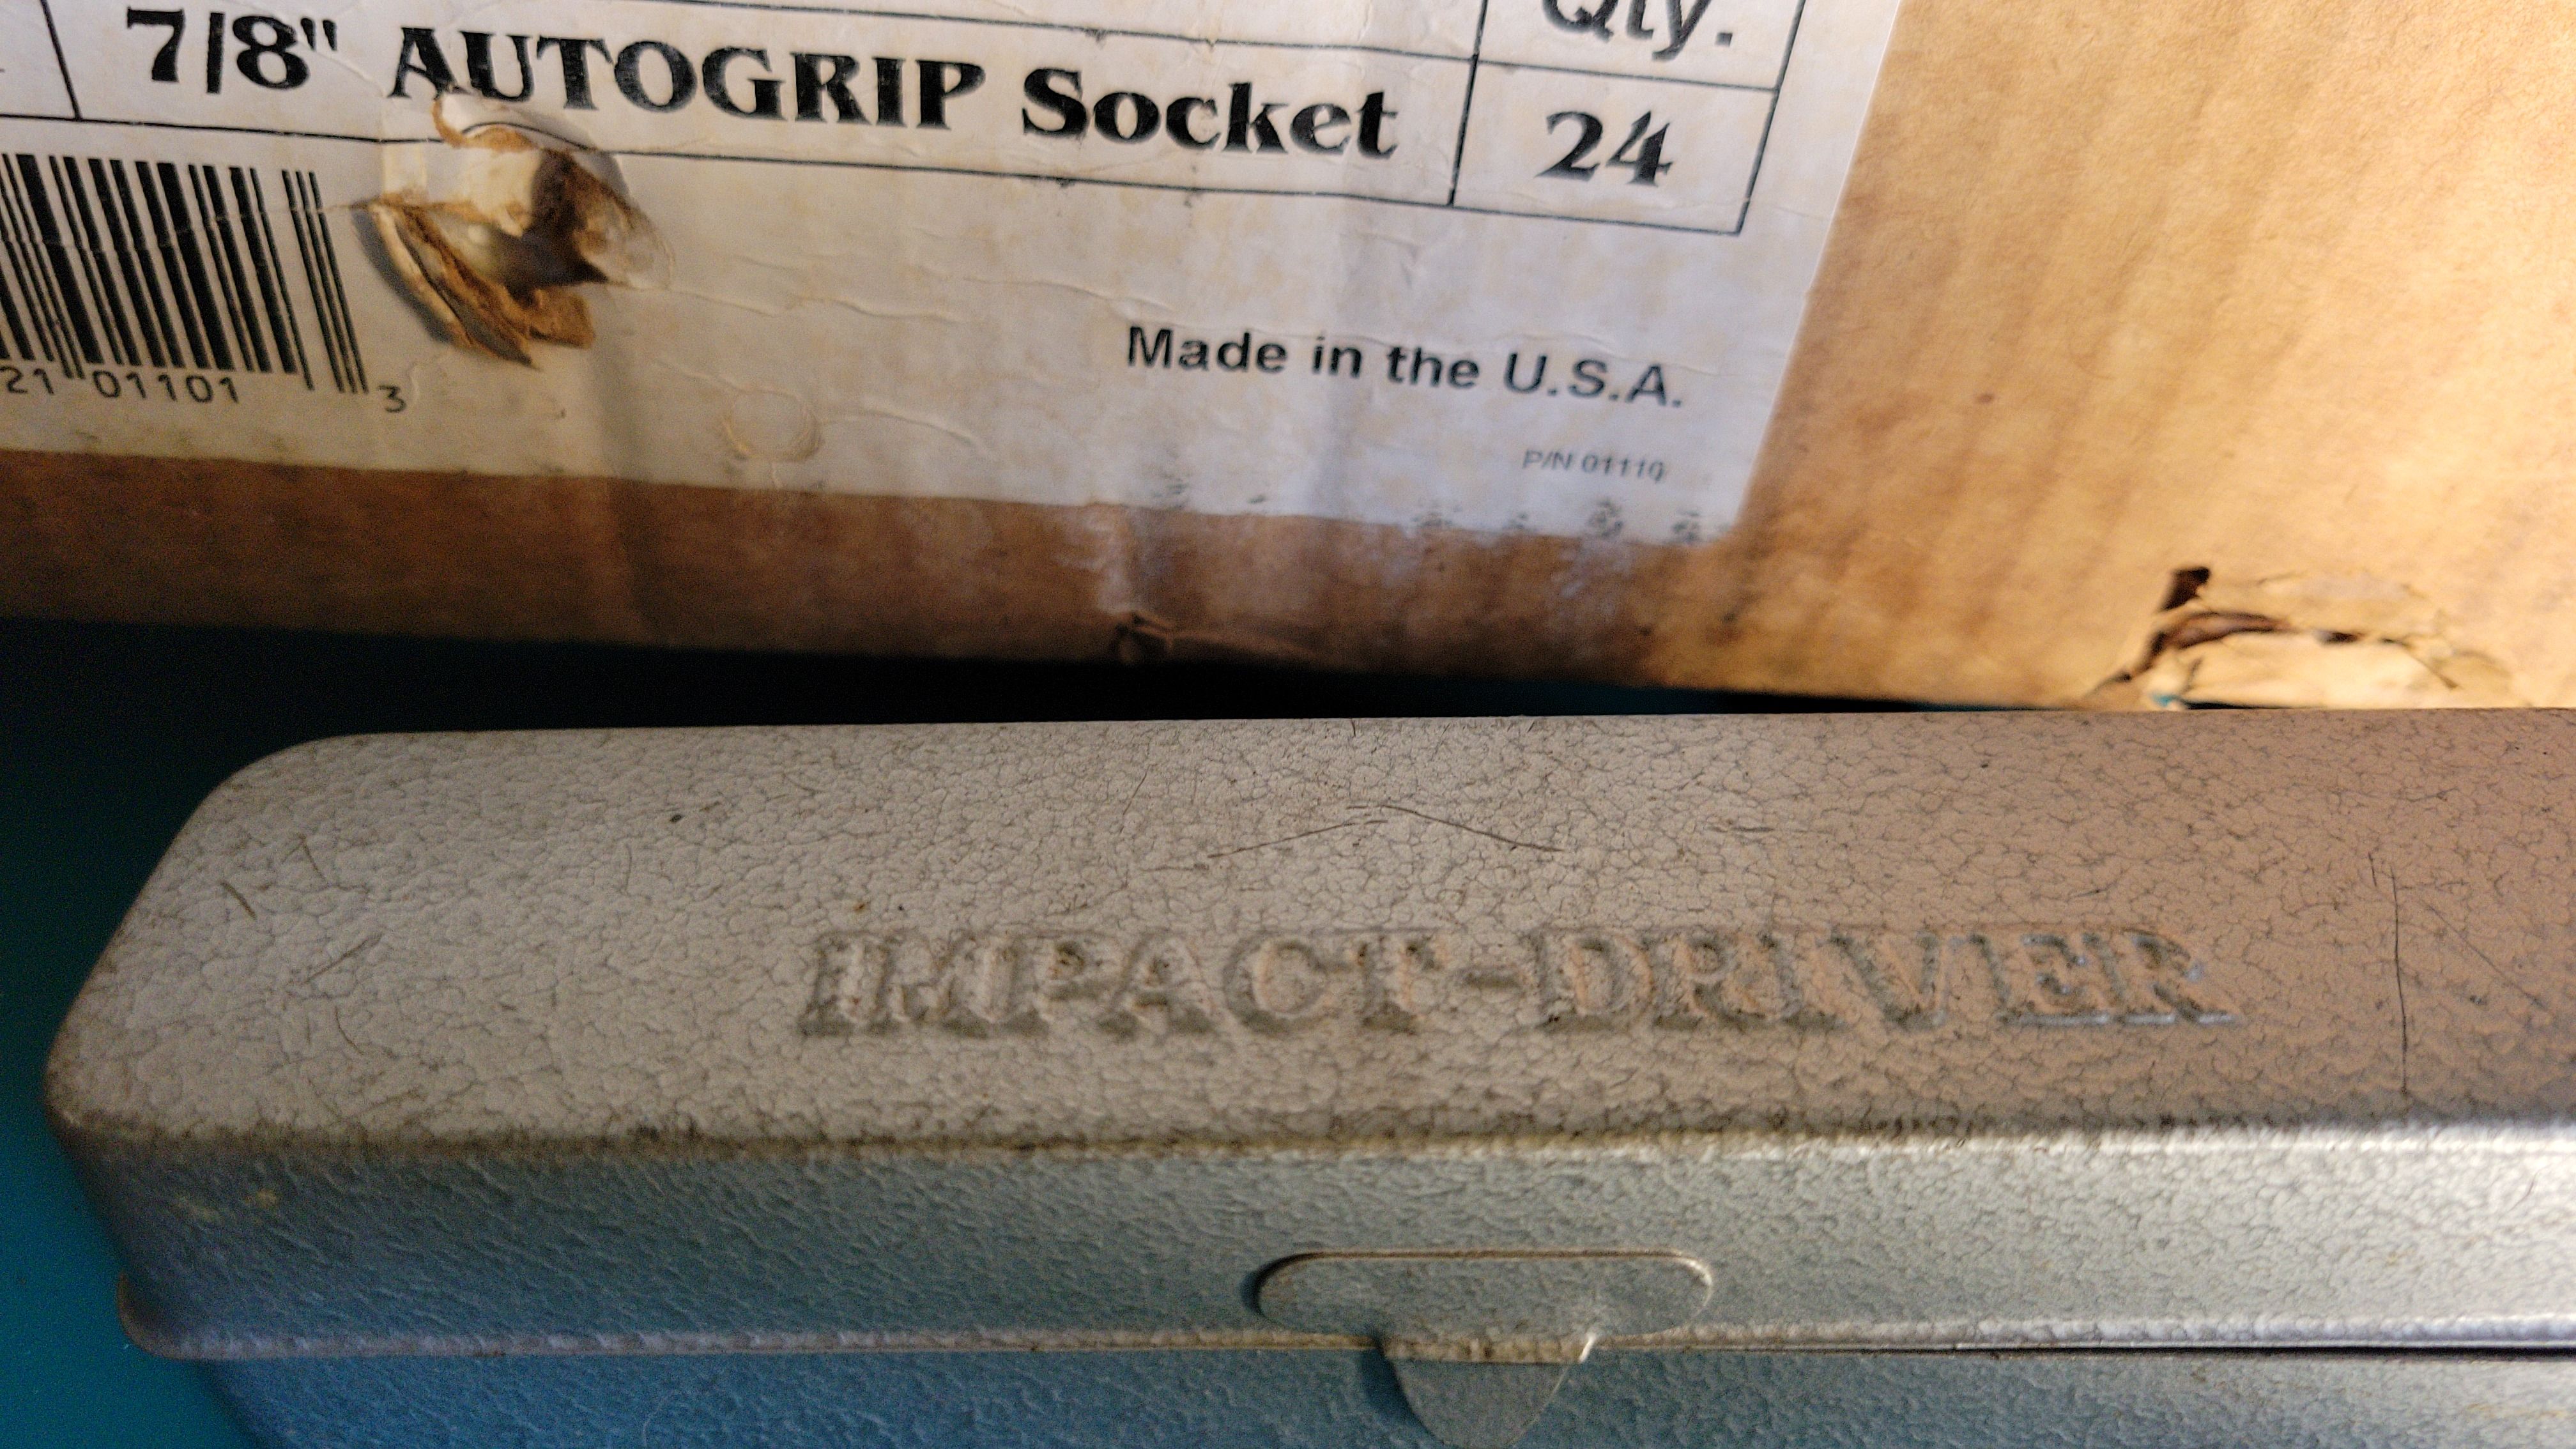 Qty.
7/8" AUTOGRIP Socket 24
21 01101 3
Made in the U.S.A.
P/N 01110
IMPACT-DRIVER